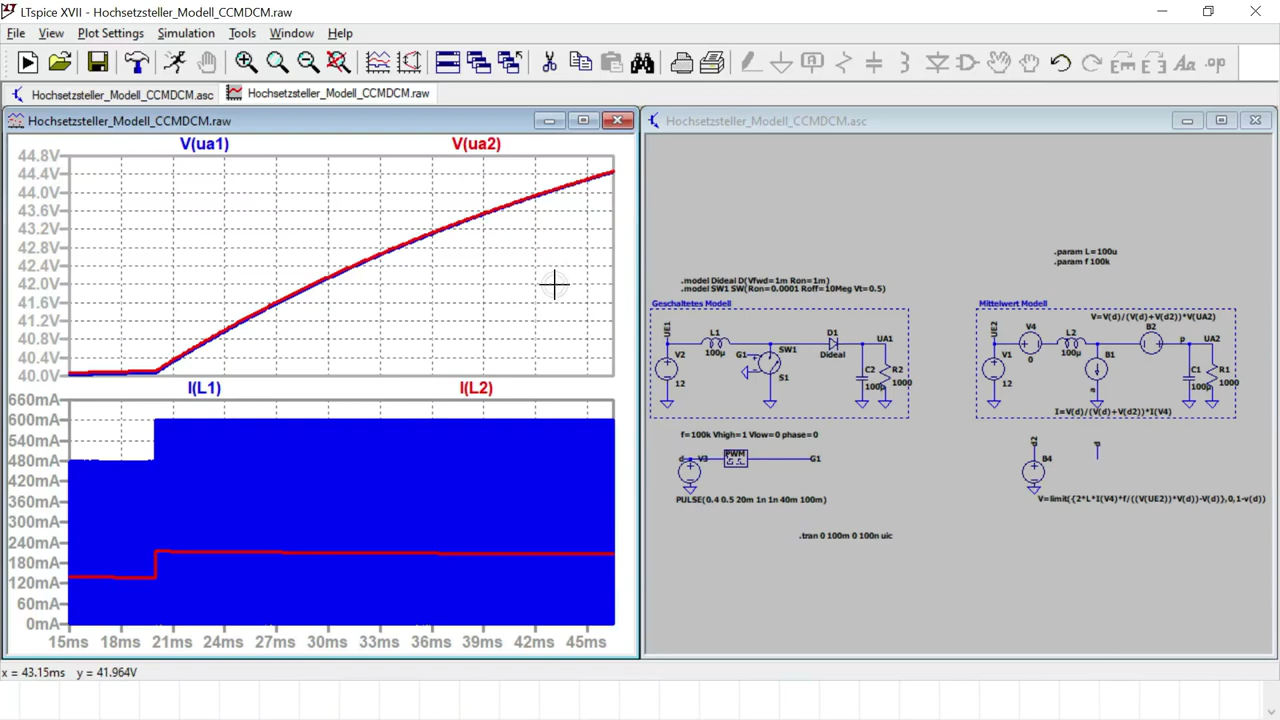 LTspice XVII - Hochsetzsteller_Modell_CCMDCM.raw
File View Plot Settings Simulation Tools Window Help
Aa .op
Hochsetzsteller_Modell_CCMDCM.asc Hochsetzsteller_Modell_CCMDCM.raw
Hochsetzsteller_Modell_CCMDCM.raw
V(ua1) V(ua2)
44.8V
44.4V
44.0V
43.6V
43.2V
42.8V
42.4V
42.0V
41.6V
41.2V
40.8V
40.4V
40.0V
I(L1) I(L2)
660mA
600mA
540mA
480mA
420mA
360mA
300mA
240mA
180mA
120mA
60mA
0mA
15ms 18ms 21ms 24ms 27ms 30ms 33ms 36ms 39ms 42ms 45ms
Hochsetzsteller_Modell_CCMDCM.asc
.param L=100u
.param f 100k
.model Dideal D(Vfwd=1m Ron=1m)
.model SW1 SW(Ron=0.0001 Roff=10Meg Vt=0.5)
Geschaltetes Modell
UE1
L1
100µ
D1
Dideal
UA1
V2
12
G1
SW1
S1
C2
100µ
R2
1000
Mittelwert Modell
V=V(d)/(V(d)+V(d2))*V(UA2)
UE2
V4
0
L2
100µ
B2
p
UA2
V1
12
B1
a
C1
100µ
R1
1000
I=V(d)/(V(d)+V(d2))*I(V4)
f=100k Vhigh=1 Vlow=0 phase=0
d
V3
PWM
G1
PULSE(0.4 0.5 20m 1n 1n 40m 100m)
d2
B4
V=limit({2*L*I(V4)*f/((V(UE2))*V(d))-V(d)},0,1-v(d))
.tran 0 100m 0 100n uic
x = 43.15ms y = 41.964V